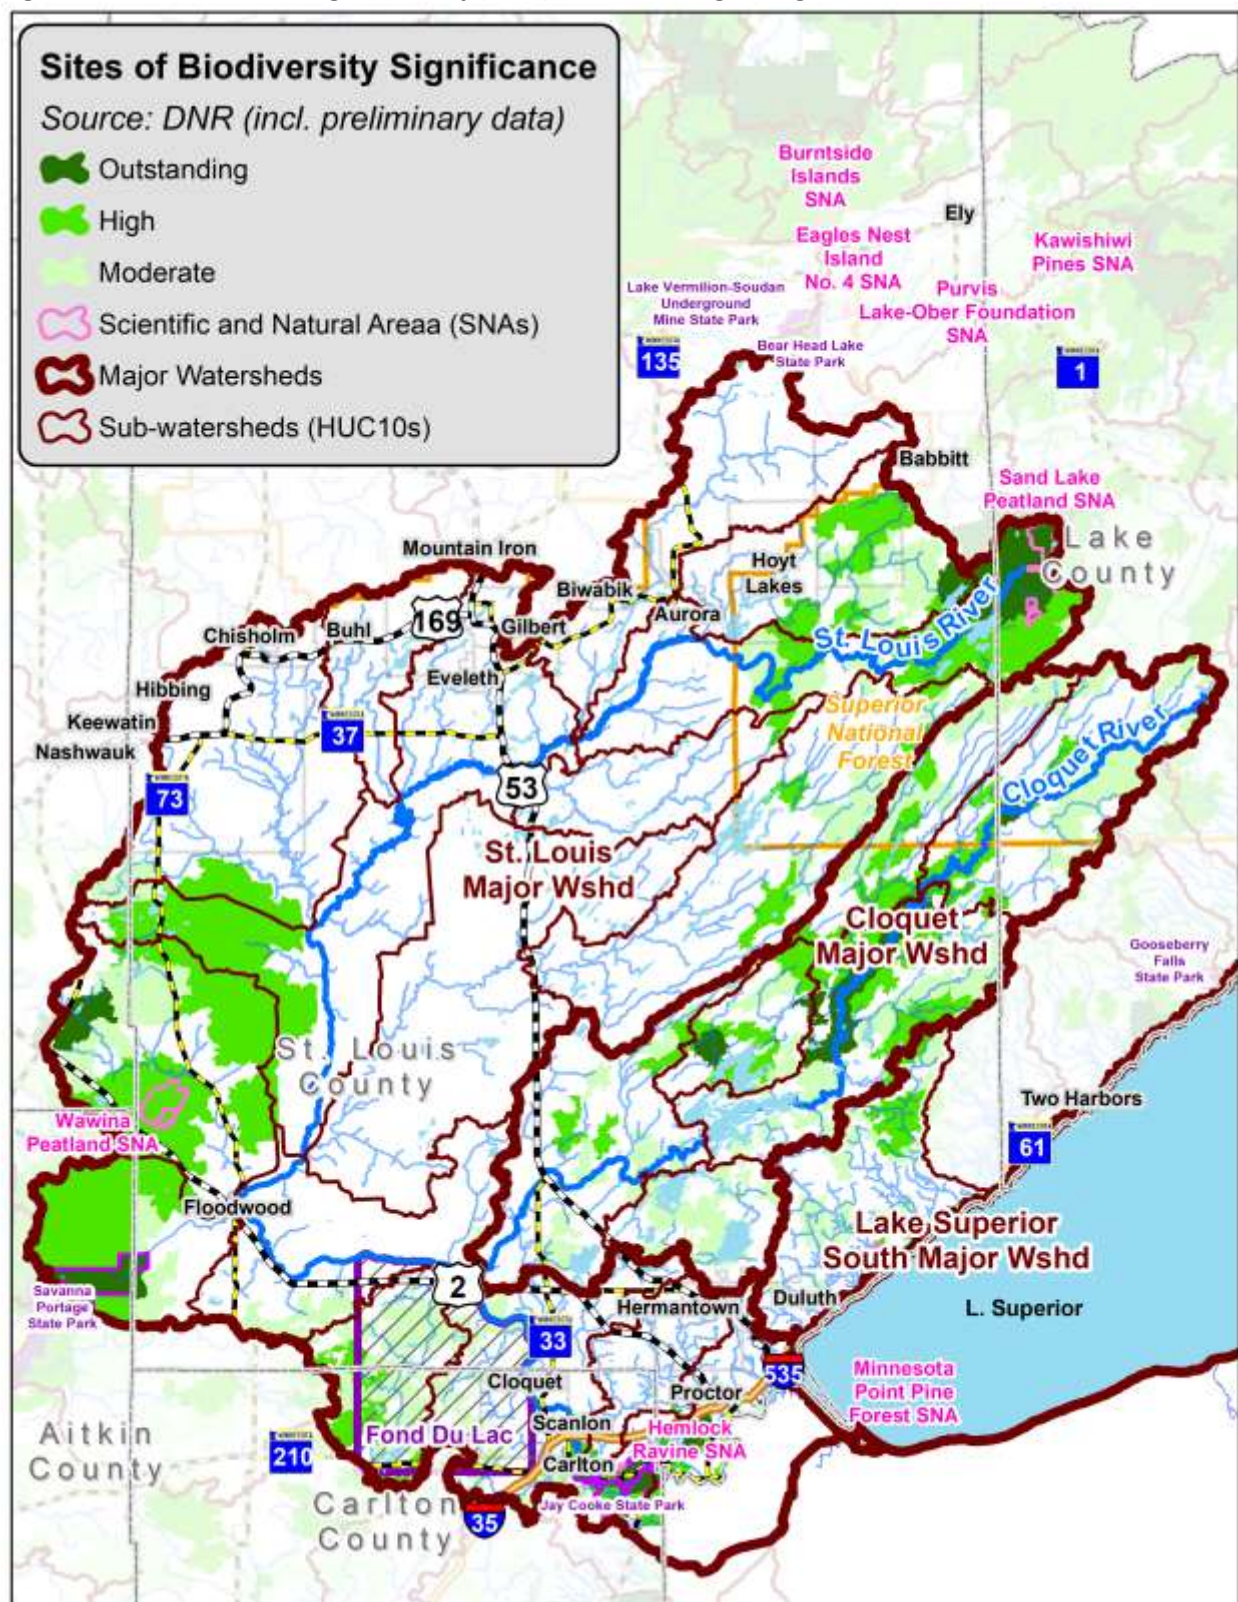 Sites of Biodiversity Significance
Source: DNR (incl. preliminary data)
Outstanding
High
Moderate
Scientific and Natural Areaa (SNAs)
Major Watersheds
Sub-watersheds (HUC10s)
Burntside
Islands
SNA
Ely
Eagles Nest
Island
No. 4 SNA
Kawishiwi
Pines SNA
Purvis
Lake-Ober Foundation
SNA
Lake Vermilion-Soudan
Underground
Mine State Park
Bear Head Lake
State Park
135
1
Babbitt
Sand Lake
Peatland SNA
Lake
County
Mountain Iron
Hoyt
Lakes
Biwabik
Aurora
169
Gilbert
Chisholm
Buhl
St. Louis River
Eveleth
Hibbing
Keewatin
Nashwauk
37
Superior
National
Forest
Cloquet River
73
53
St. Louis
Major Wshd
Cloquet
Major Wshd
Gooseberry
Falls
State Park
St. Louis
County
Two Harbors
Wawina
Peatland SNA
61
Floodwood
Lake Superior
South Major Wshd
Savanna
Portage
State Park
2
Hermantown
Duluth
L. Superior
33
535
Cloquet
Proctor
Minnesota
Point Pine
Forest SNA
Scanlon
Hemlock
Ravine SNA
Fond Du Lac
Aitkin
County
210
Carlton
Jay Cooke State Park
Carlton
County
35